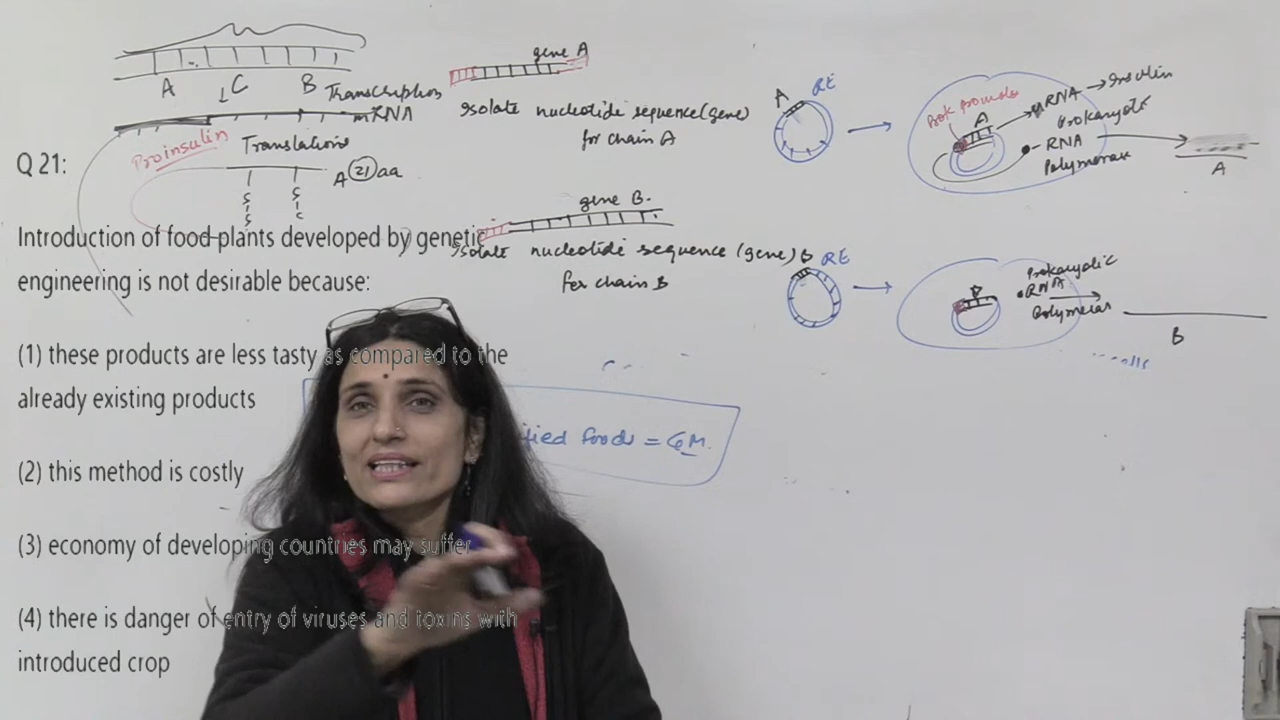 A C B
Transcription
mRNA
Proinsulin
Translation
A 21 aa
S
S
S
S
gene A
Isolate nucleotide sequence (gene)
for chain A
A RE
Prok promoter
A
mRNA → Insulin
Prokaryotic
RNA
Polymerase
A
gene B.
Isolate nucleotide sequence (gene)
for chain B
B RE
Prokaryotic
RNA
Polymerase
B
Foods = GM.
Q 21:
Introduction of food plants developed by genetic
engineering is not desirable because:
(1) these products are less tasty as compared to the
already existing products
(2) this method is costly
(3) economy of developing countries may suffer
(4) there is danger of entry of viruses and toxins with
introduced crop